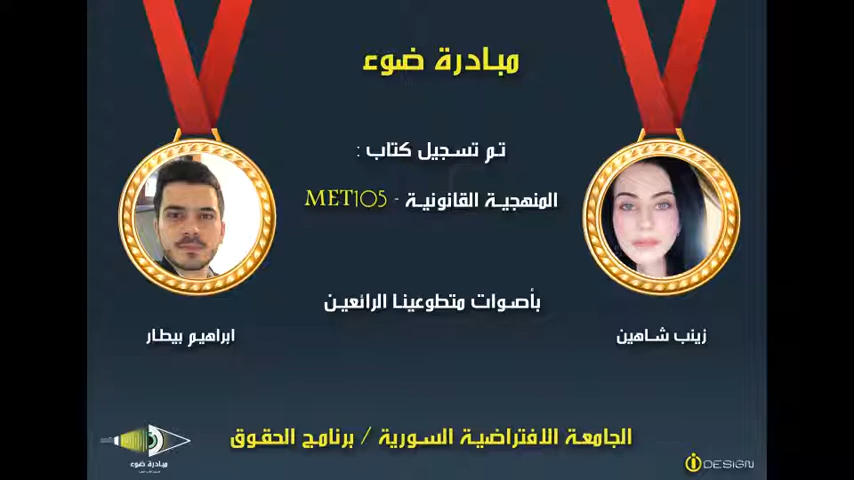 مبادرة ضوء
تم تسجيل كتاب :
المنهجية القانونية - MET105
بأصوات متطوعينا الرائعين
زينب شاهين
ابراهيم بيطار
الجامعة الافتراضية السورية / برنامج الحقوق
مبادرة ضوء
iDESIGN